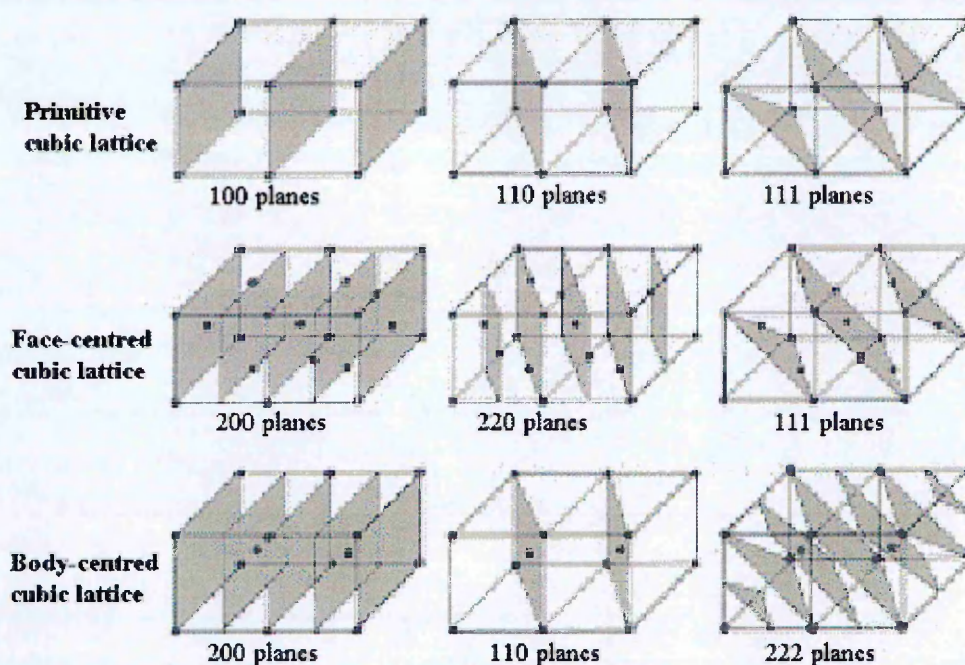 Primitive
cubic lattice
100 planes
110 planes
111 planes
Face-centred
cubic lattice
200 planes
220 planes
111 planes
Body-centred
cubic lattice
200 planes
110 planes
222 planes